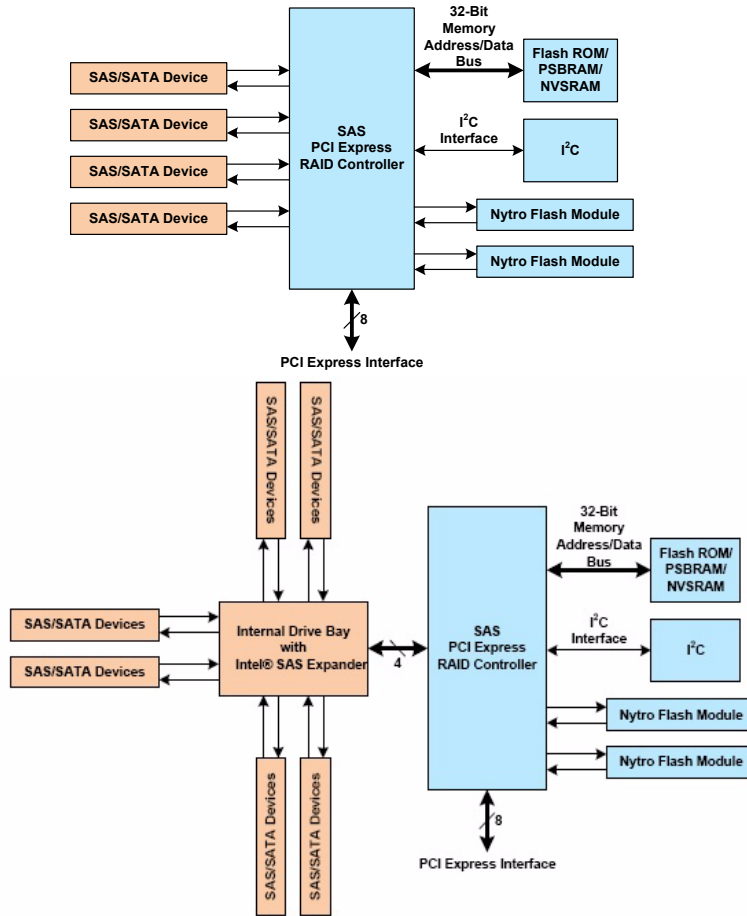 32-Bit
Memory
Address/Data
Bus
Flash ROM/
PSBRAM/
NVSRAM
SAS/SATA Device
SAS/SATA Device
SAS/SATA Device
SAS/SATA Device
SAS
PCI Express
RAID Controller
I²C
Interface
I²C
Nytro Flash Module
Nytro Flash Module
8
PCI Express Interface
SAS/SATA Devices
SAS/SATA Devices
SAS/SATA Devices
SAS/SATA Devices
Internal Drive Bay
with
Intel® SAS Expander
4
SAS/SATA Devices
SAS/SATA Devices
SAS
PCI Express
RAID Controller
32-Bit
Memory
Address/Data
Bus
Flash ROM/
PSBRAM/
NVSRAM
I²C
Interface
I²C
Nytro Flash Module
Nytro Flash Module
8
PCI Express Interface